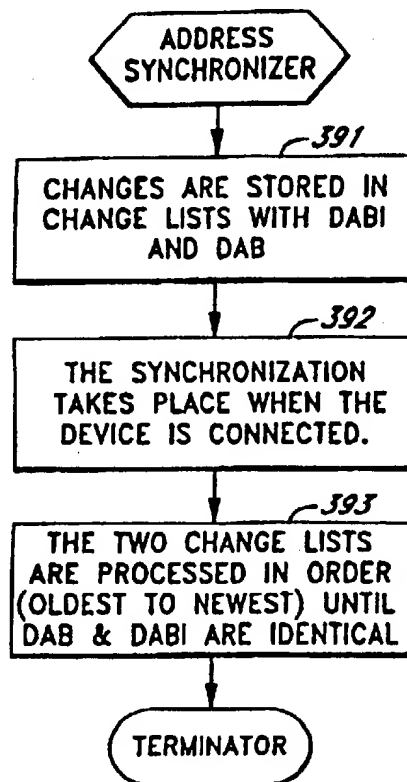 ADDRESS
SYNCHRONIZER
391
CHANGES ARE STORED IN
CHANGE LISTS WITH DABI
AND DAB
392
THE SYNCHRONIZATION
TAKES PLACE WHEN THE
DEVICE IS CONNECTED.
393
THE TWO CHANGE LISTS
ARE PROCESSED IN ORDER
(OLDEST TO NEWEST) UNTIL
DAB & DABI ARE IDENTICAL
TERMINATOR